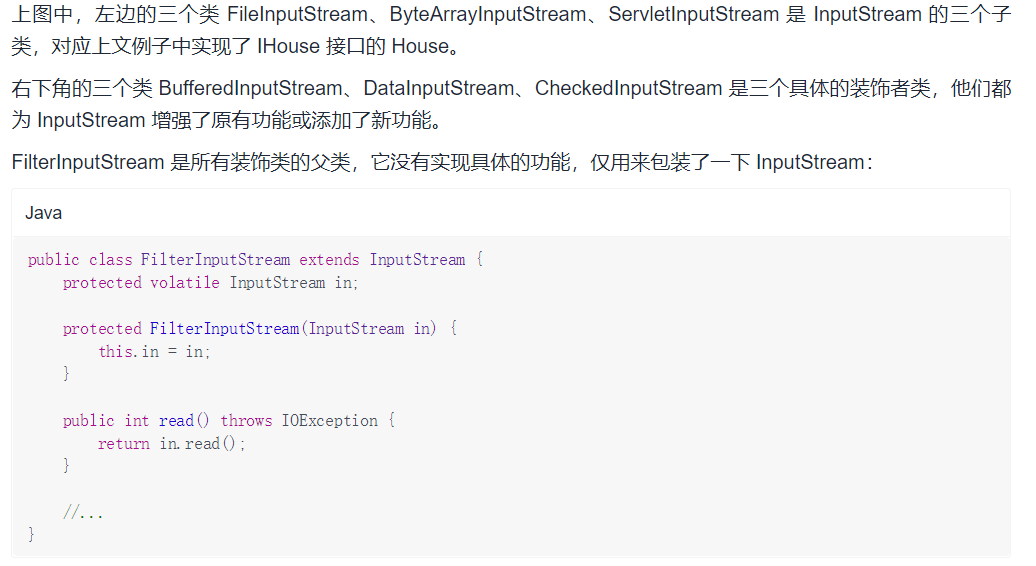 上图中，左边的三个类 FileInputStream、ByteArrayInputStream、ServletInputStream 是 InputStream 的三个子
类，对应上文例子中实现了 IHouse 接口的 House。
右下角的三个类 BufferedInputStream、DataInputStream、CheckedInputStream 是三个具体的装饰者类，他们都
为 InputStream 增强了原有功能或添加了新功能。
FilterInputStream 是所有装饰类的父类，它没有实现具体的功能，仅用来包装了一下 InputStream：
Java
public class FilterInputStream extends InputStream {
    protected volatile InputStream in;
    protected FilterInputStream(InputStream in) {
        this.in = in;
    }
    public int read() throws IOException {
        return in.read();
    }
    //...
}